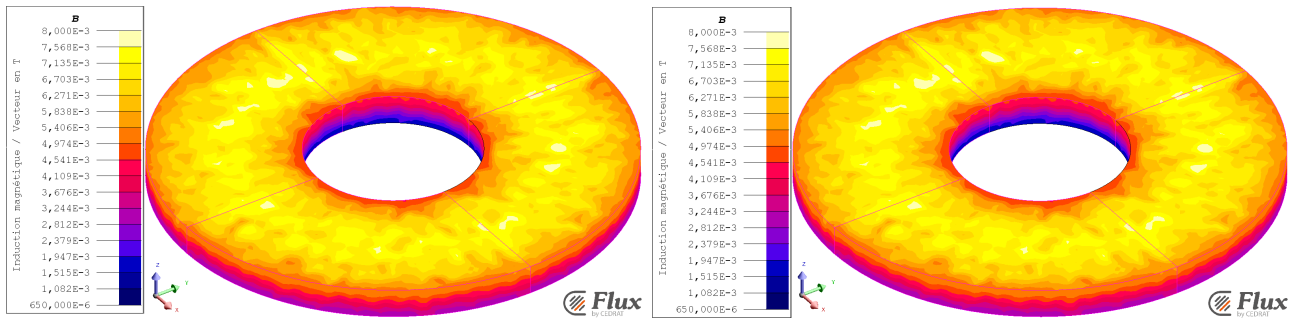 B
8,000E-3
7,568E-3
7,135E-3
6,703E-3
6,271E-3
5,838E-3
5,406E-3
4,974E-3
4,541E-3
4,109E-3
3,676E-3
3,244E-3
2,812E-3
2,379E-3
1,947E-3
1,515E-3
1,082E-3
650,000E-6
Induction magnétique / Vecteur en T
Z
Y
X
Flux
by CEDRAT
B
8,000E-3
7,568E-3
7,135E-3
6,703E-3
6,271E-3
5,838E-3
5,406E-3
4,974E-3
4,541E-3
4,109E-3
3,676E-3
3,244E-3
2,812E-3
2,379E-3
1,947E-3
1,515E-3
1,082E-3
650,000E-6
Induction magnétique / Vecteur en T
Z
Y
X
Flux
by CEDRAT